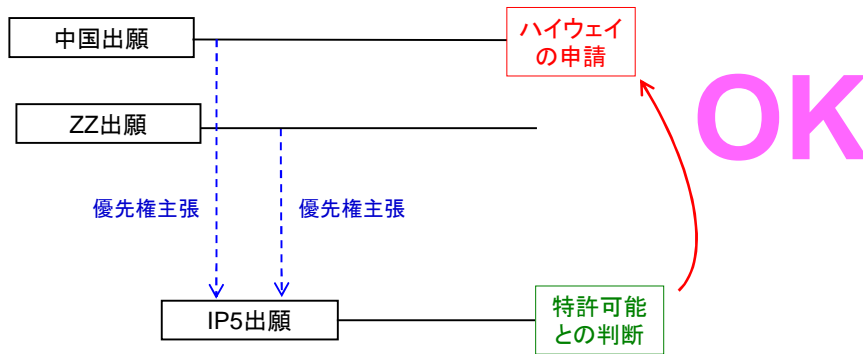 中国出願
ハイウェイ
の申請
OK
ZZ出願
優先権主張
優先権主張
IP5出願
特許可能
との判断